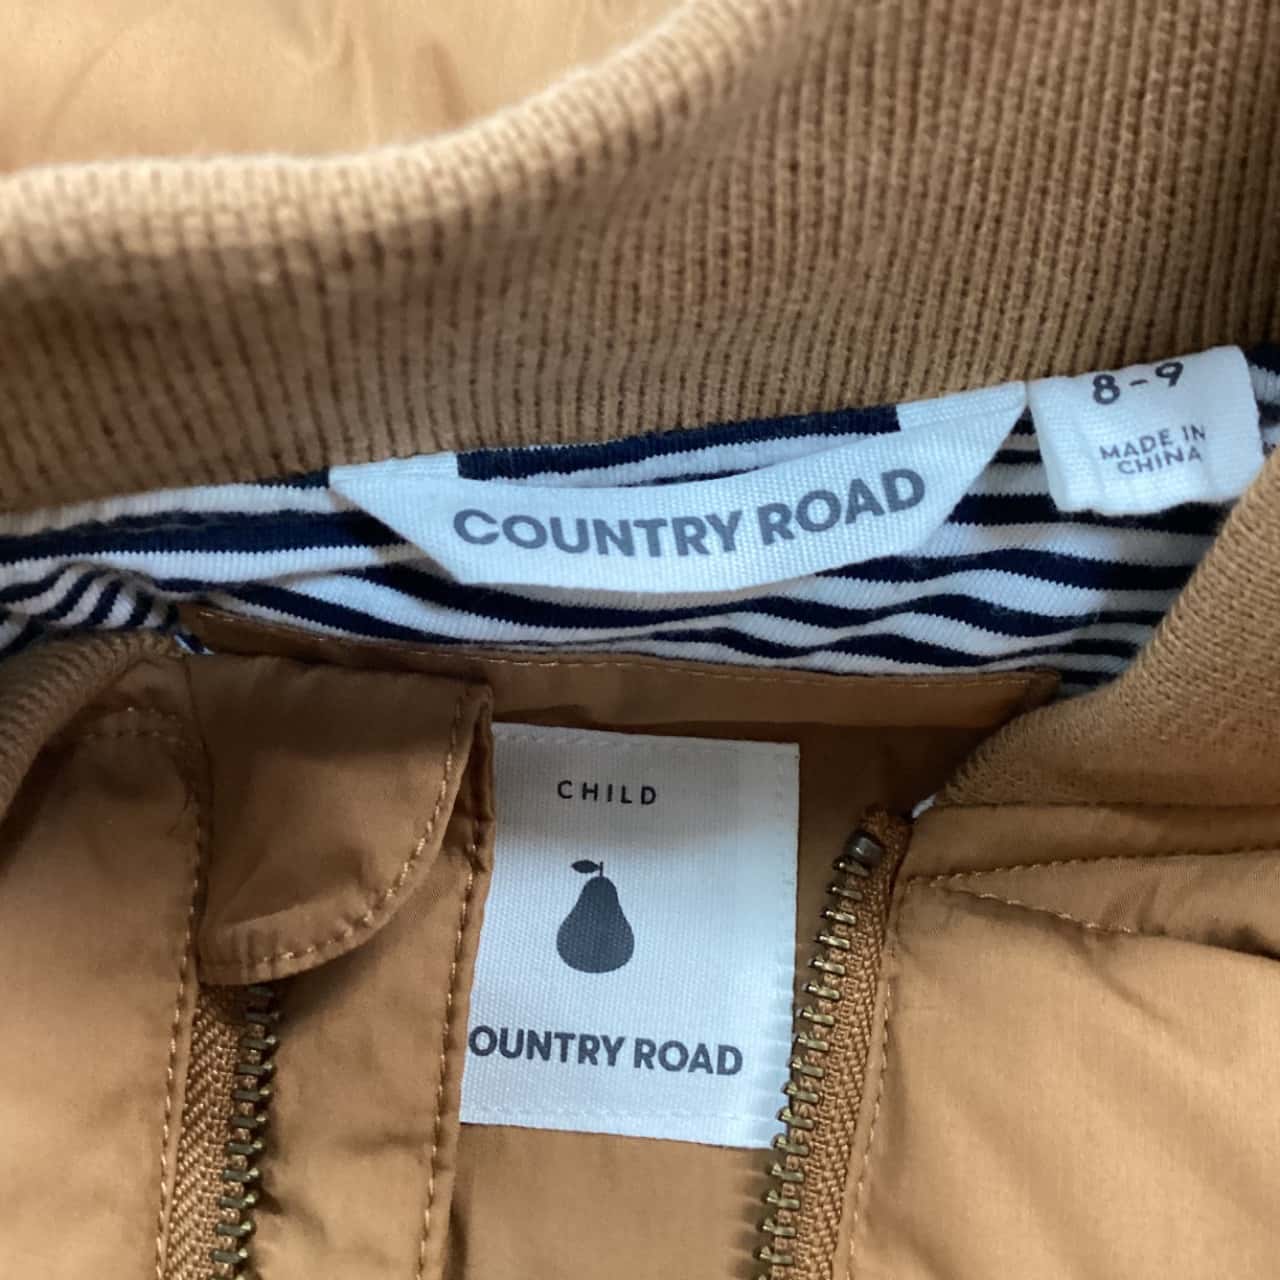 8-9
MADE IN
CHINA
COUNTRY ROAD
CHILD
OUNTRY ROAD